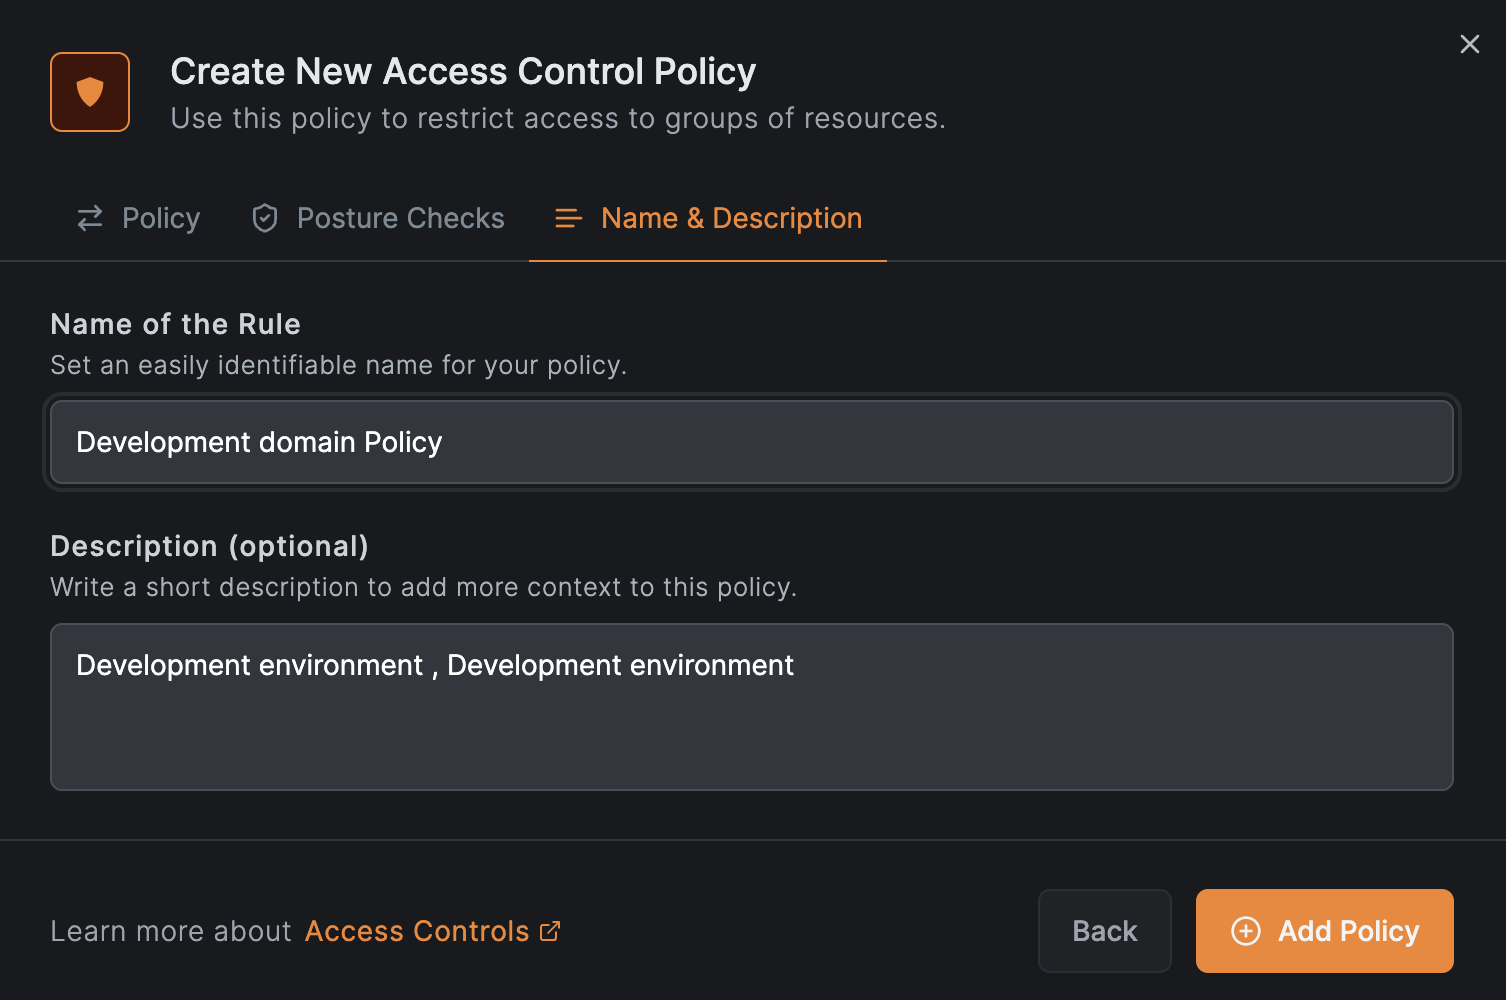 Create New Access Control Policy
Use this policy to restrict access to groups of resources.
Policy
Posture Checks
Name & Description
Name of the Rule
Set an easily identifiable name for your policy.
Development domain Policy
Description (optional)
Write a short description to add more context to this policy.
Development environment , Development environment
Learn more about Access Controls
Back
Add Policy